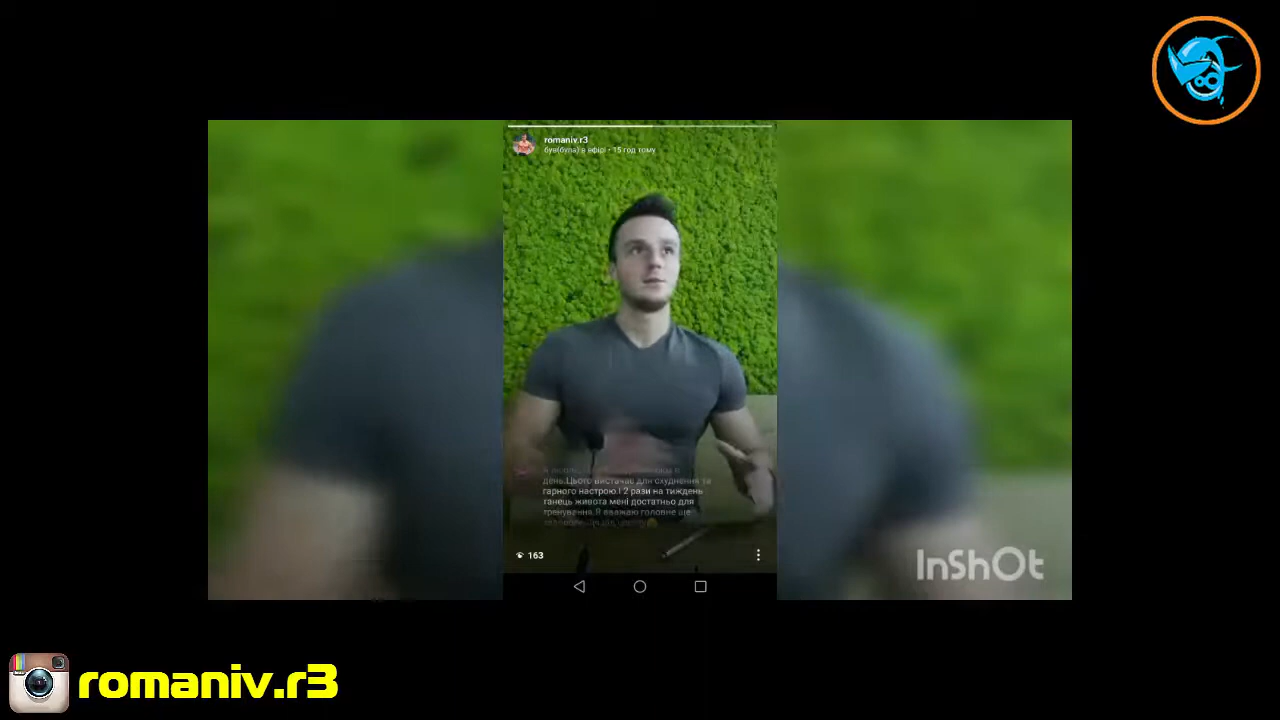 romaniv.r3
був(була) в ефірі • 15 год тому
день.Цього вистачає для схуднення та
гарного настрою.І 2 рази на тиждень
танець живота мені достатньо для
тренування.Я вважаю головне ще
163
InShOt
romaniv.r3